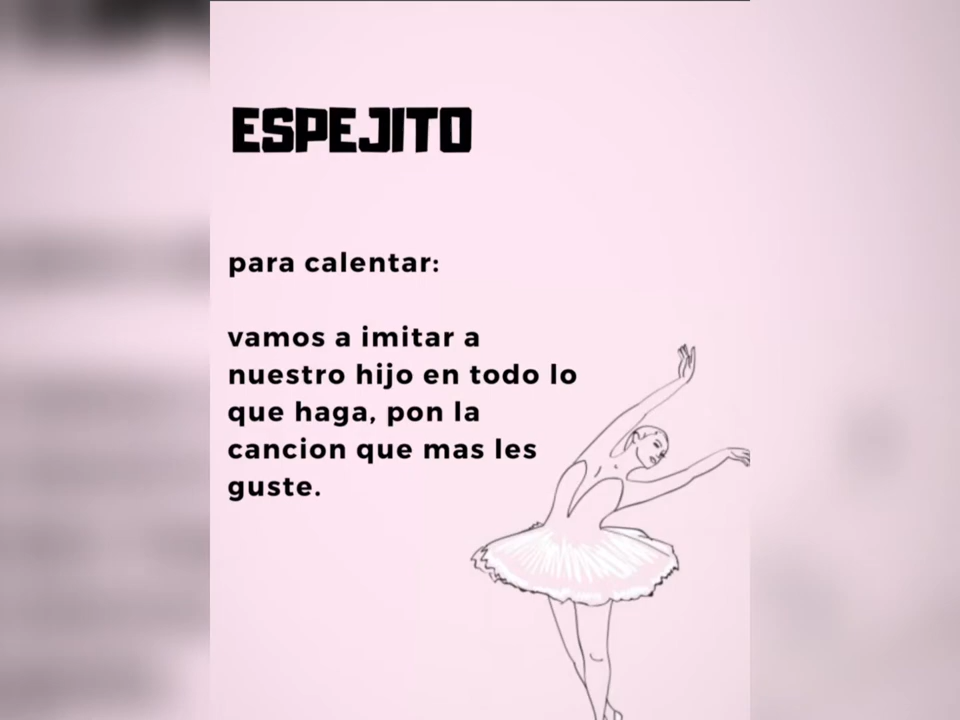 ESPEJITO
para calentar:
vamos a imitar a
nuestro hijo en todo lo
que haga, pon la
cancion que mas les
guste.